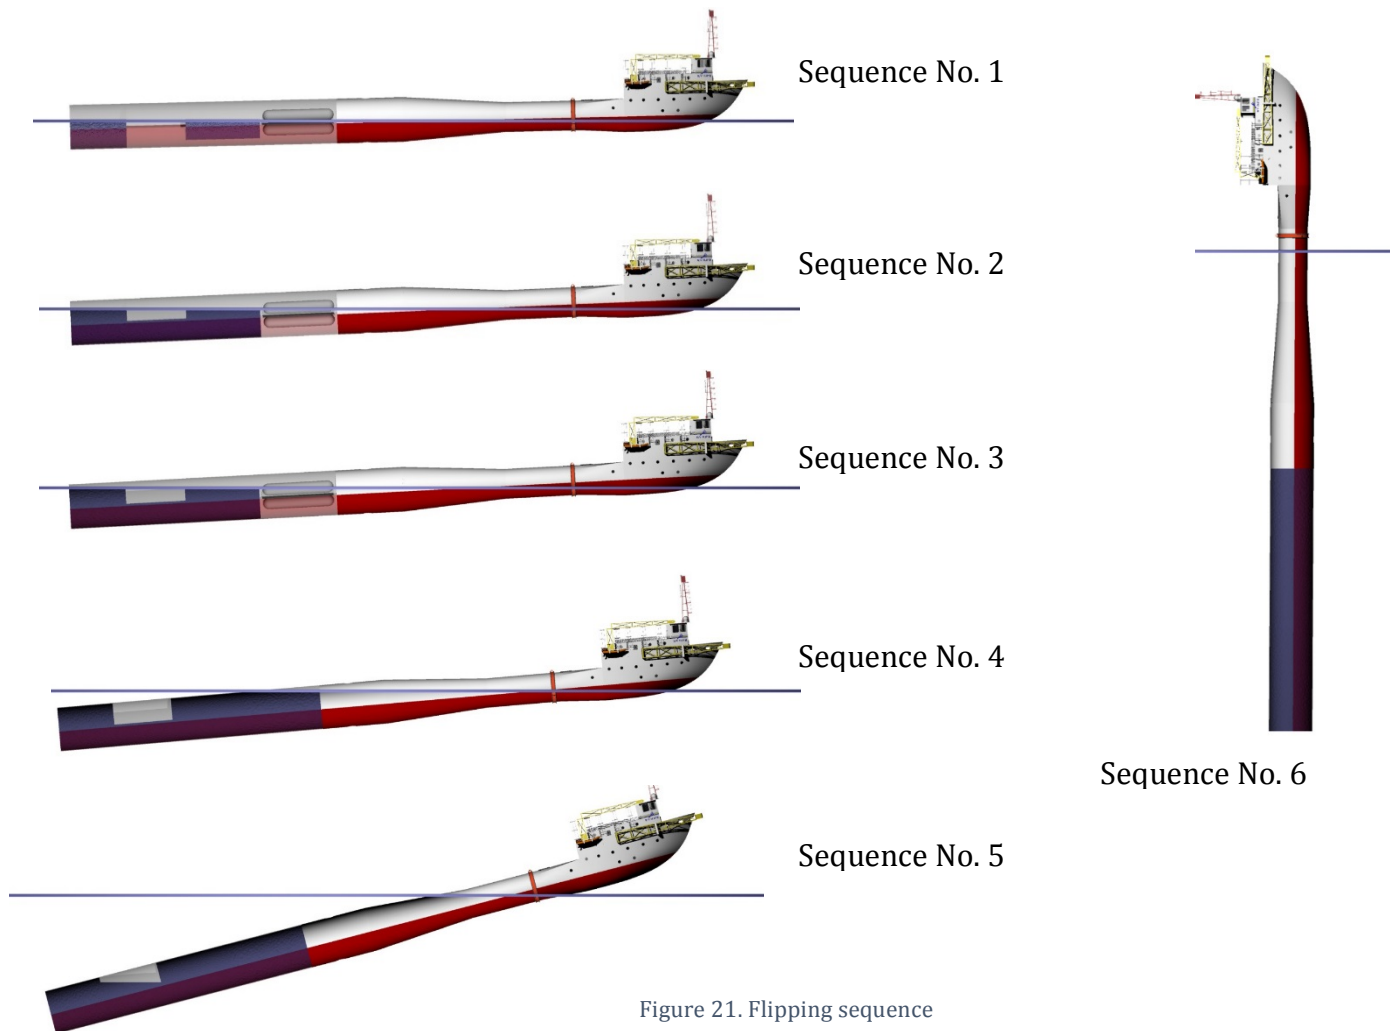 Sequence No. 1
Sequence No. 2
Sequence No. 3
Sequence No. 4
Sequence No. 5
Sequence No. 6
Figure 21. Flipping sequence